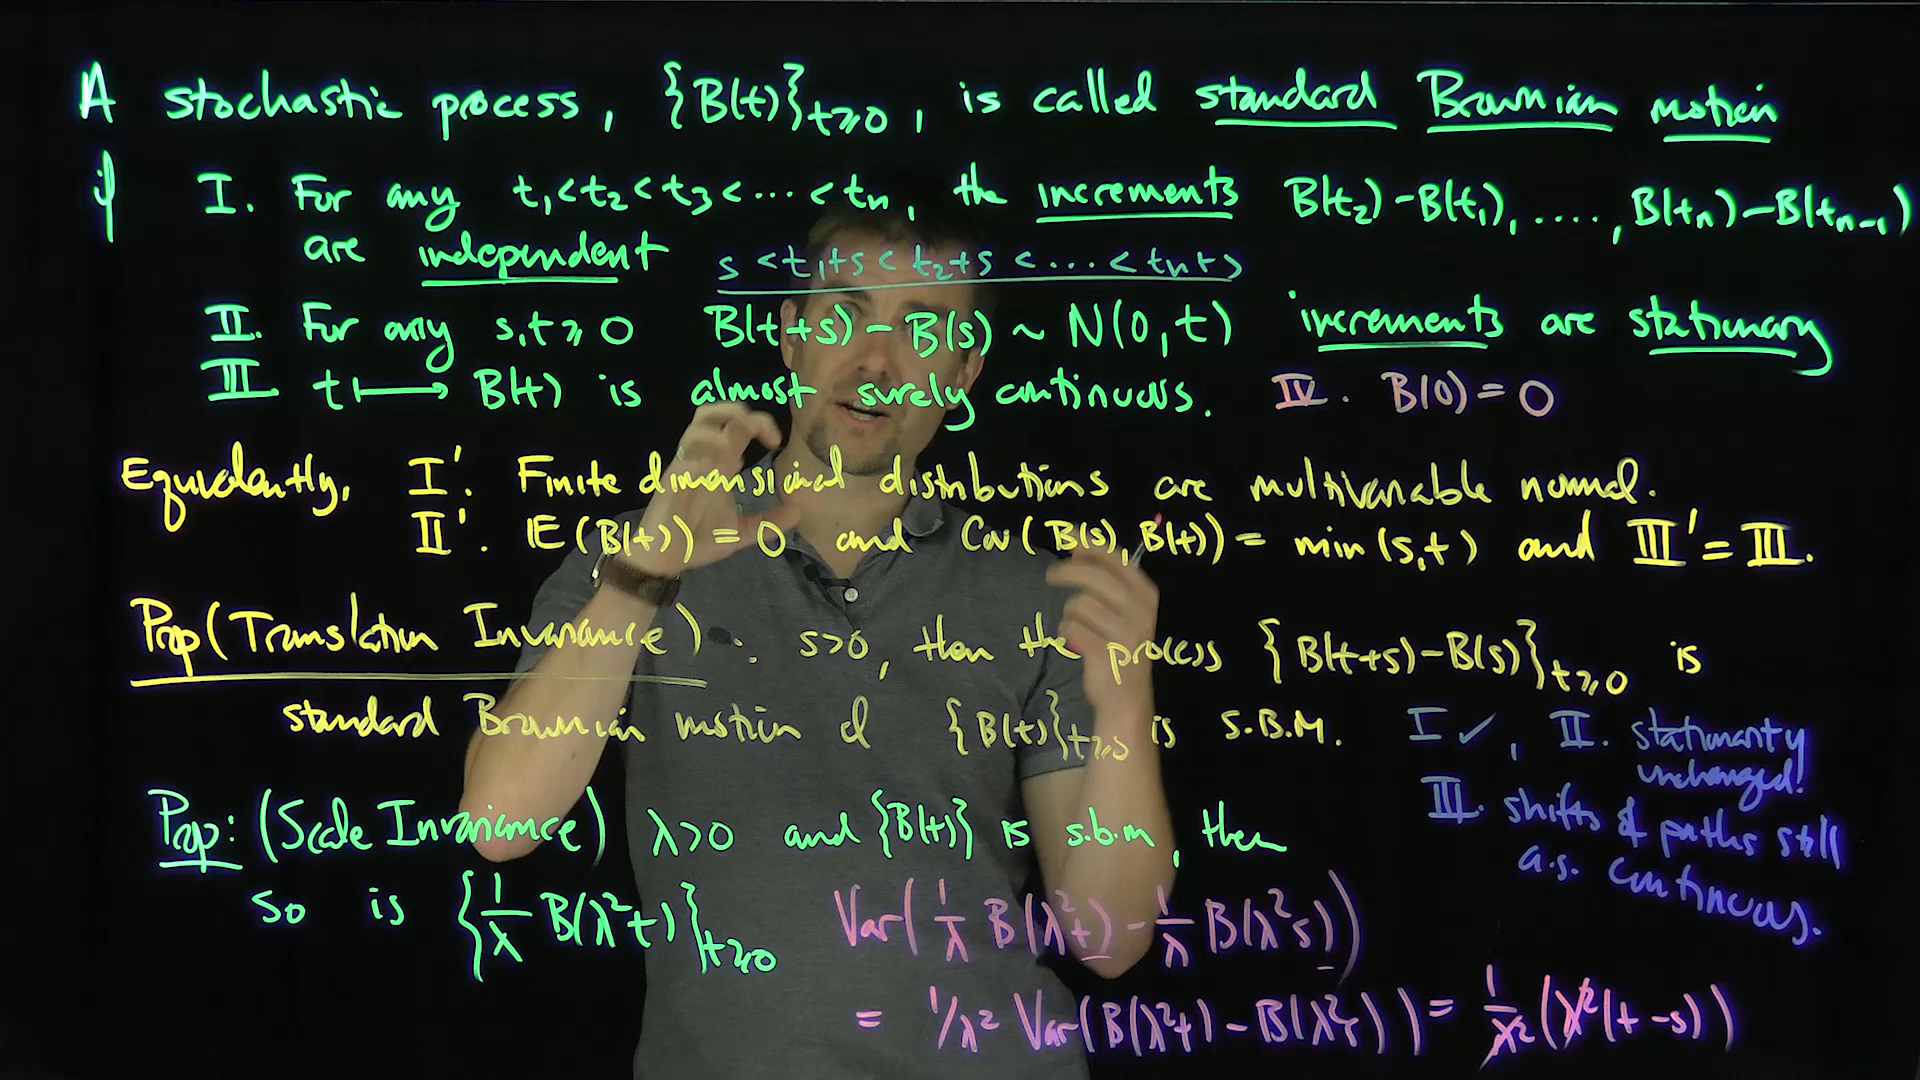 A stochastic process, {B(t)}_{t≥0}, is called standard Brownian motion
if I. For any t₁<t₂<t₃<...<tₙ, the increments B(t₂)-B(t₁), ...., B(tₙ)-B(tₙ₋₁)
are independent s<t₁+s<t₂+s<...<tₙ+s
II. For any s,t≥0 B(t+s)-B(s) ~ N(0,t) increments are stationary
III t ↦ B(t) is almost surely continuous. IV. B(0)=0
Equivalently, I'. Finite dimensional distributions are multivariable normal.
II'. E(B(t))=0 and Cov(B(s),B(t))=min(s,t) and III'=III.
Prop (Translation Invariance): s>0, then the process {B(t+s)-B(s)}_{t≥0} is
standard Brownian motion if {B(t)}_{t≥0} is S.B.M.
I ✓, II. stationarity
unchanged!
III. shifts of paths still
a.s. continuous.
Prop: (Scale Invariance) λ>0 and {B(t)} is s.b.m, then
so is {1/λ B(λ²t)}_{t≥0}
Var(1/λ B(λ²t) - 1/λ B(λ²s))
= 1/λ² Var(B(λ²t)-B(λ²s)) = 1/λ² (λ²(t-s))